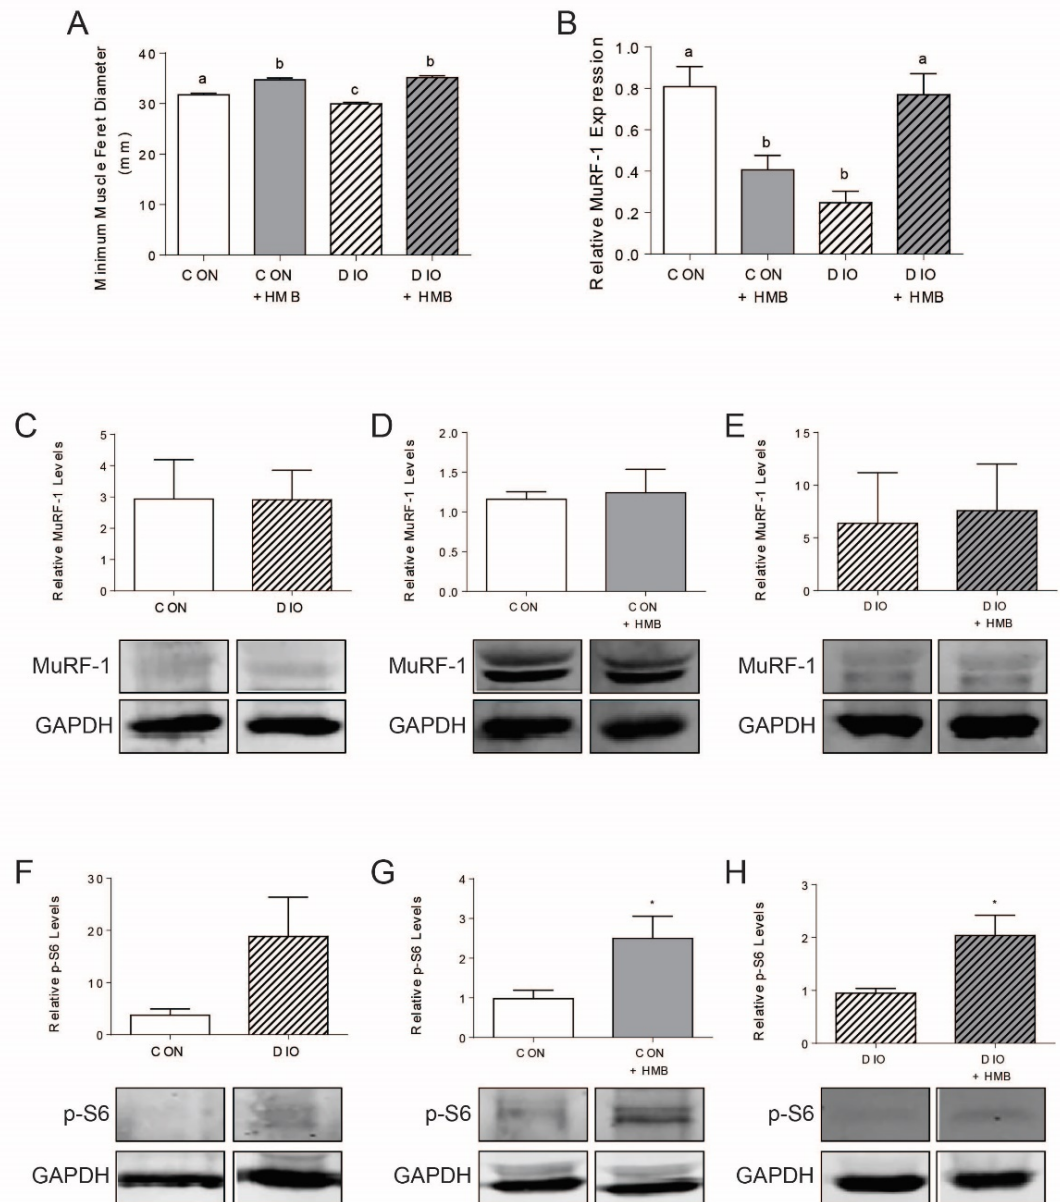 A
Minimum Muscle Feret Diameter
(mm)
40
30
20
10
0
a
b
c
b
CON
CON
+HMB
DIO
DIO
+ HMB
B
Relative MuRF-1 Expression
1.0
0.8
0.6
0.4
0.2
0.0
a
b
b
a
CON
CON
+ HMB
DIO
DIO
+ HMB
C
Relative MuRF-1 Levels
5
4
3
2
1
0
CON
DIO
MuRF-1
GAPDH
D
Relative MuRF-1 Levels
2.0
1.5
1.0
0.5
0.0
CON
CON
+ HMB
MuRF-1
GAPDH
E
Relative MuRF-1 Levels
15
10
5
0
DIO
DIO
+ HMB
MuRF-1
GAPDH
F
Relative p-S6 Levels
30
20
10
0
CON
DIO
p-S6
GAPDH
G
Relative p-S6 Levels
4
3
2
1
0
*
CON
CON
+ HMB
p-S6
GAPDH
H
Relative p-S6 Levels
3
2
1
0
*
DIO
DIO
+ HMB
p-S6
GAPDH